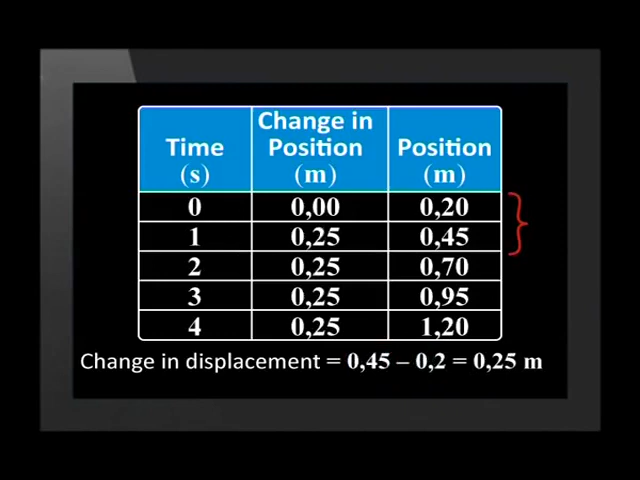 Time (s) Change in Position (m) Position (m)
0 0,00 0,20
1 0,25 0,45
2 0,25 0,70
3 0,25 0,95
4 0,25 1,20
Change in displacement = 0,45 – 0,2 = 0,25 m